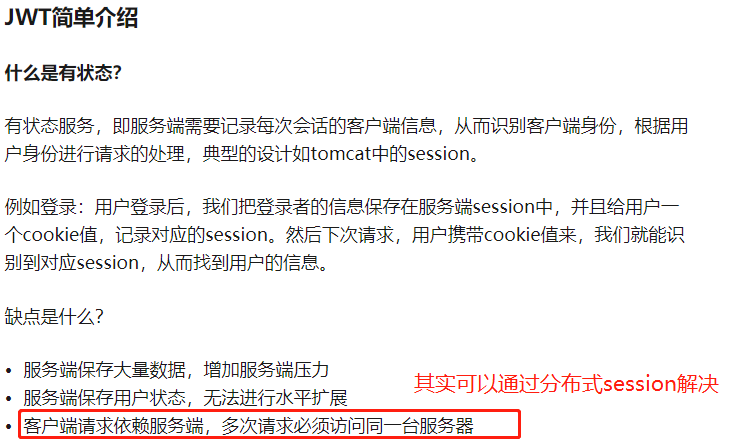 JWT简单介绍
什么是有状态？
有状态服务，即服务端需要记录每次会话的客户端信息，从而识别客户端身份，根据用
户身份进行请求的处理，典型的设计如tomcat中的session。
例如登录：用户登录后，我们把登录者的信息保存在服务端session中，并且给用户一
个cookie值，记录对应的session。然后下次请求，用户携带cookie值来，我们就能识
别到对应session，从而找到用户的信息。
缺点是什么？
• 服务端保存大量数据，增加服务端压力
• 服务端保存用户状态，无法进行水平扩展
• 客户端请求依赖服务端，多次请求必须访问同一台服务器
其实可以通过分布式session解决